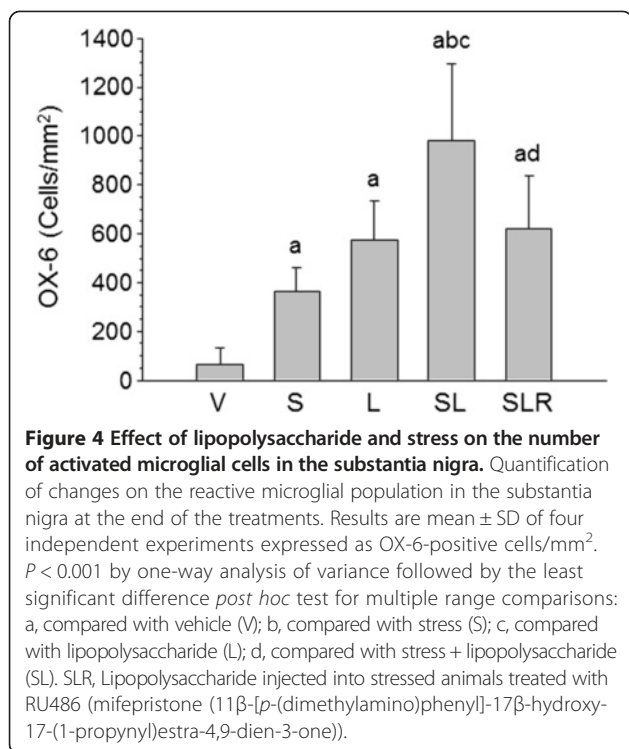 1400
abc
1200
1000
ad
800
a
600
a
400
200
0
OX-6 (Cells/mm²)
V S L SL SLR
Figure 4 Effect of lipopolysaccharide and stress on the number
of activated microglial cells in the substantia nigra. Quantification
of changes on the reactive microglial population in the substantia
nigra at the end of the treatments. Results are mean ± SD of four
independent experiments expressed as OX-6-positive cells/mm².
P < 0.001 by one-way analysis of variance followed by the least
significant difference post hoc test for multiple range comparisons:
a, compared with vehicle (V); b, compared with stress (S); c, compared
with lipopolysaccharide (L); d, compared with stress + lipopolysaccharide
(SL). SLR, Lipopolysaccharide injected into stressed animals treated with
RU486 (mifepristone (11β-[p-(dimethylamino)phenyl]-17β-hydroxy-
17-(1-propynyl)estra-4,9-dien-3-one)).